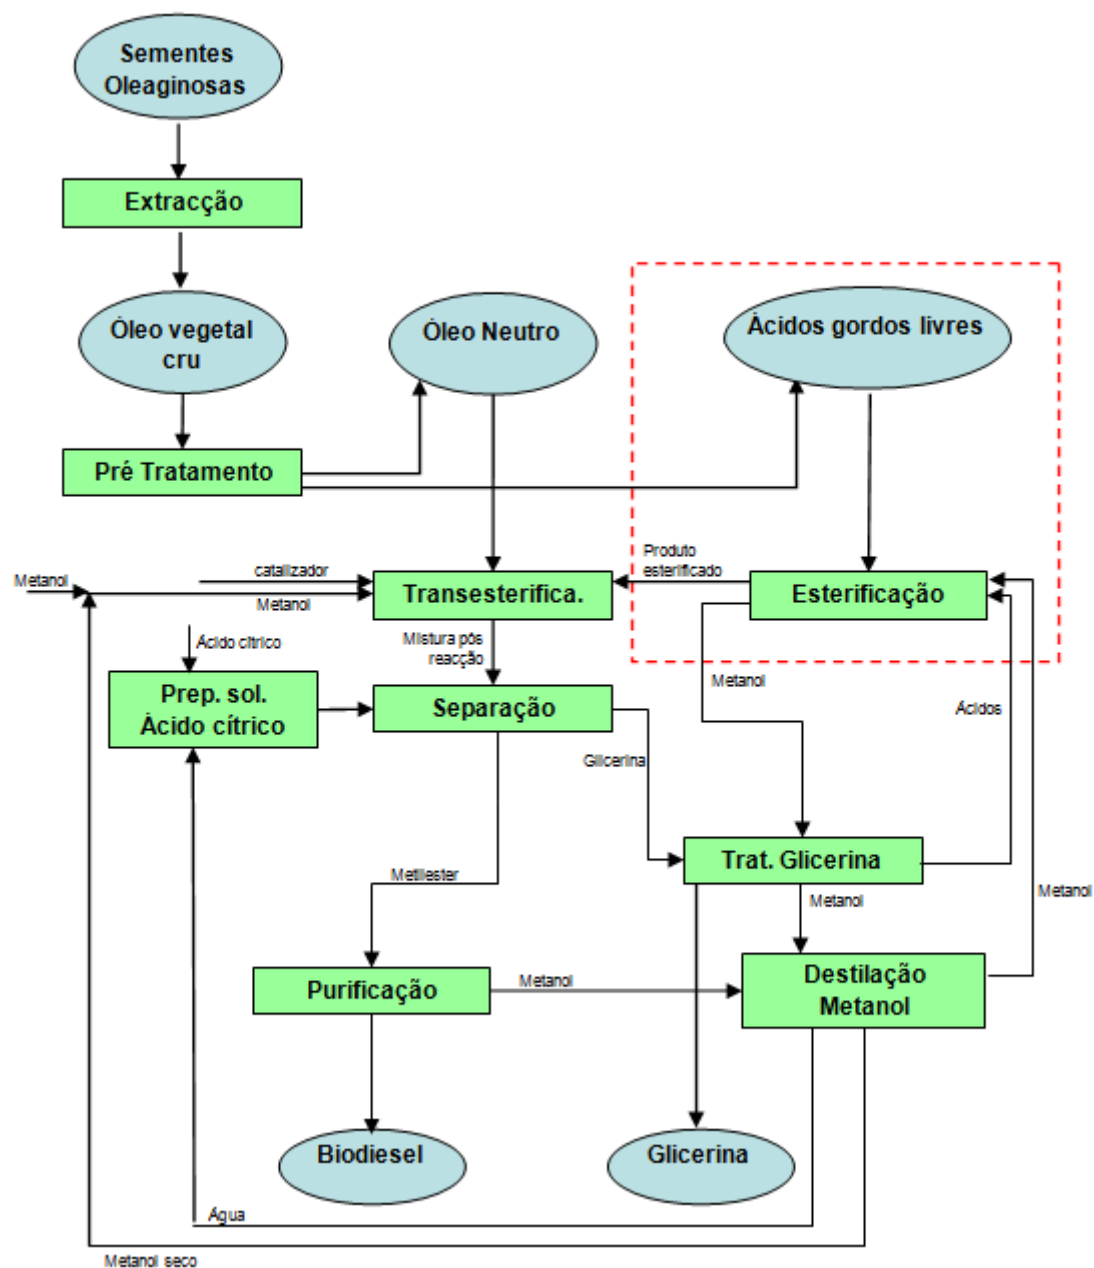 Sementes
Oleaginosas
Extracção
Óleo vegetal
cru
Óleo Neutro
Àcidos gordos livres
Pré Tratamento
Produto
esterificado
Metanol
catalizador
Metanol
Transesterifica.
Esterificação
Ácido cítrico
Mistura pós
reacção
Metanol
Prep. sol.
Àcido cítrico
Separação
Ácidos
Glicerina
Trat. Glicerina
Metilester
Metanol
Metanol
Purificação
Metanol
Destilação
Metanol
Biodiesel
Glicerina
Água
Metanol seco